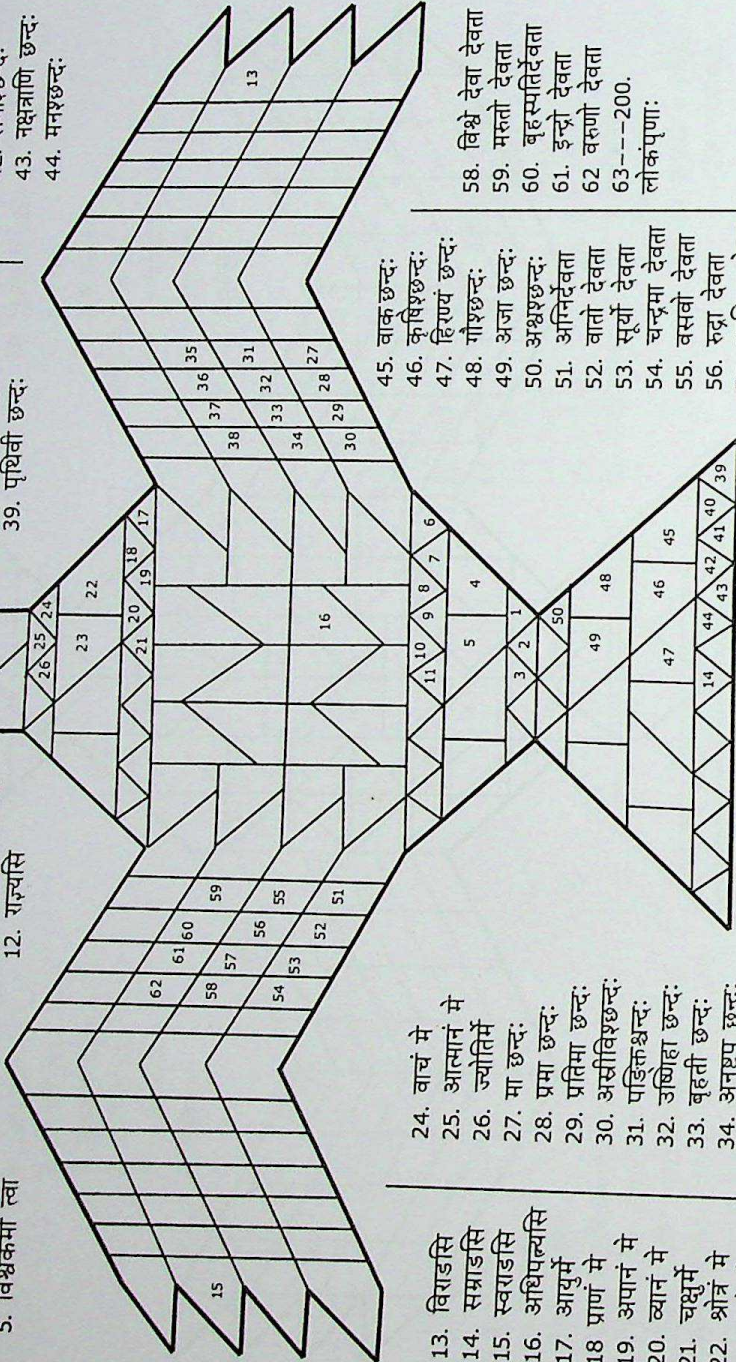 5. विश्वकर्मा त्वा
12. राज्ञ्यसि
39. पृथिवी छन्दः
43. नक्षत्राणि छन्दः
44. मनश्छन्दः
26 25 24
23 22
21 20 19 18 17
62 61 60 59
58 57 56 55
54 53 52 51
15
16
38 37 36 35
34 33 32 31
30 29 28 27
13
11 10 9 8 7 6
5 4
3 2 1
50
49 48
47 46 45
14 44 43 42 41 40 39
13. विराडसि
14. सम्राडसि
15. स्वराडसि
16. अधिपत्न्यसि
17. आयुर्मे
18 प्राणं मे
19. अपानं मे
20. व्यानं मे
21. चक्षुर्मे
22. श्रोत्रं मे
24. वाचं मे
25. आत्मानं मे
26. ज्योतिर्मे
27. मा छन्दः
28. प्रमा छन्दः
29. प्रतिमा छन्दः
30. अस्रीविश्छन्दः
31. पङ्क्तिश्चन्दः
32. उष्णिहा छन्दः
33. बृहती छन्दः
34. अनुष्टुप छन्दः
45. वाक छन्दः
46. कृषिश्छन्दः
47. हिरण्यं छन्दः
48. गौश्छन्दः
49. अजा छन्दः
50. अश्वश्छन्दः
51. अग्निर्देवता
52. वातो देवता
53. सूर्यो देवता
54. चन्द्रमा देवता
55. वसवो देवता
56. रुद्रा देवता
58. विश्वे देवा देवता
59. मरुतो देवता
60. बृहस्पतिर्देवता
61. इन्द्रो देवता
62 वरुणो देवता
63---200.
लोकंपृणाः